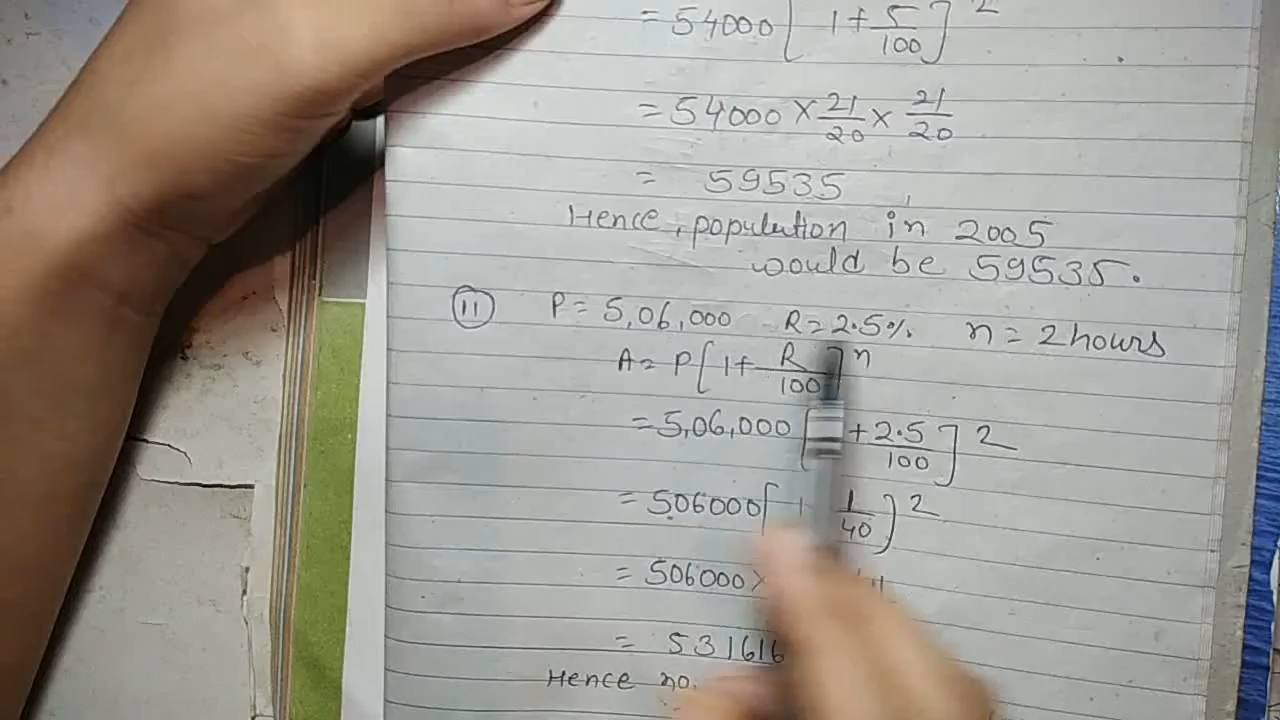 = 54000 [ 1 + 5/100 ] 2
= 54000 × 21/20 × 21/20
= 59535
Hence, population in 2005
would be 59535.
(11) P = 5,06,000 R = 2.5% n = 2 hours
A = P [ 1 + R/100 ] n
= 5,06,000 [ + 2.5/100 ] 2
= 506000 [ 1/40 ] 2
= 506000 ×
= 531616
Hence no.